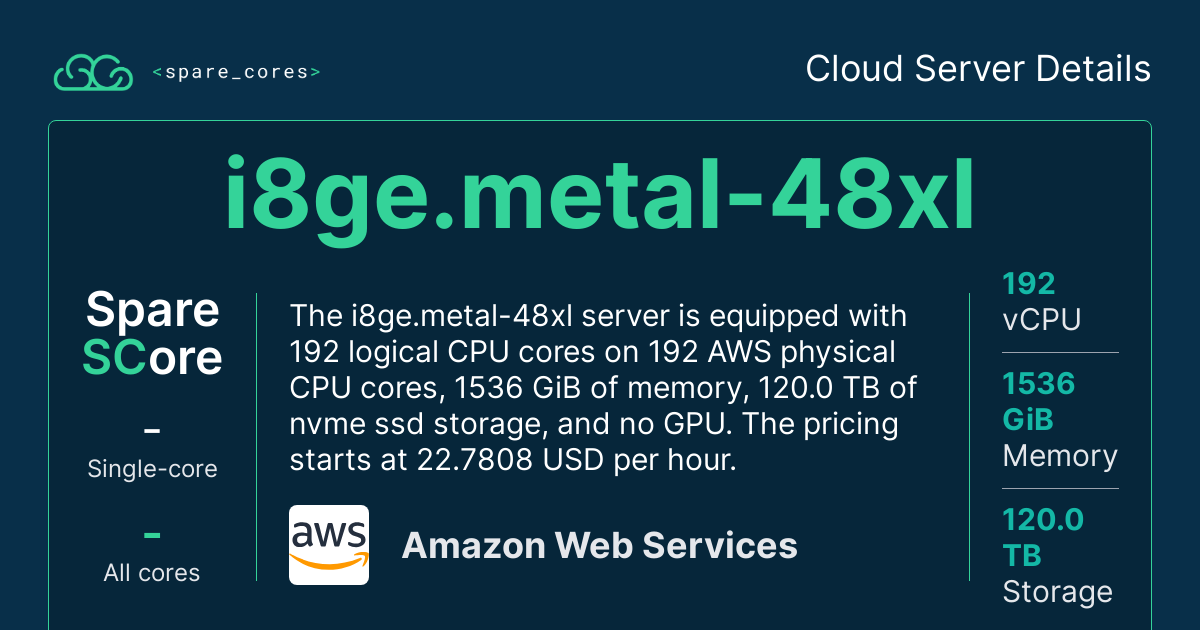 <spare_cores>
Cloud Server Details
i8ge.metal-48xl
Spare
SCore
-
Single-core
-
All cores
The i8ge.metal-48xl server is equipped with
192 logical CPU cores on 192 AWS physical
CPU cores, 1536 GiB of memory, 120.0 TB of
nvme ssd storage, and no GPU. The pricing
starts at 22.7808 USD per hour.
aws
Amazon Web Services
192
vCPU
1536
GiB
Memory
120.0
TB
Storage